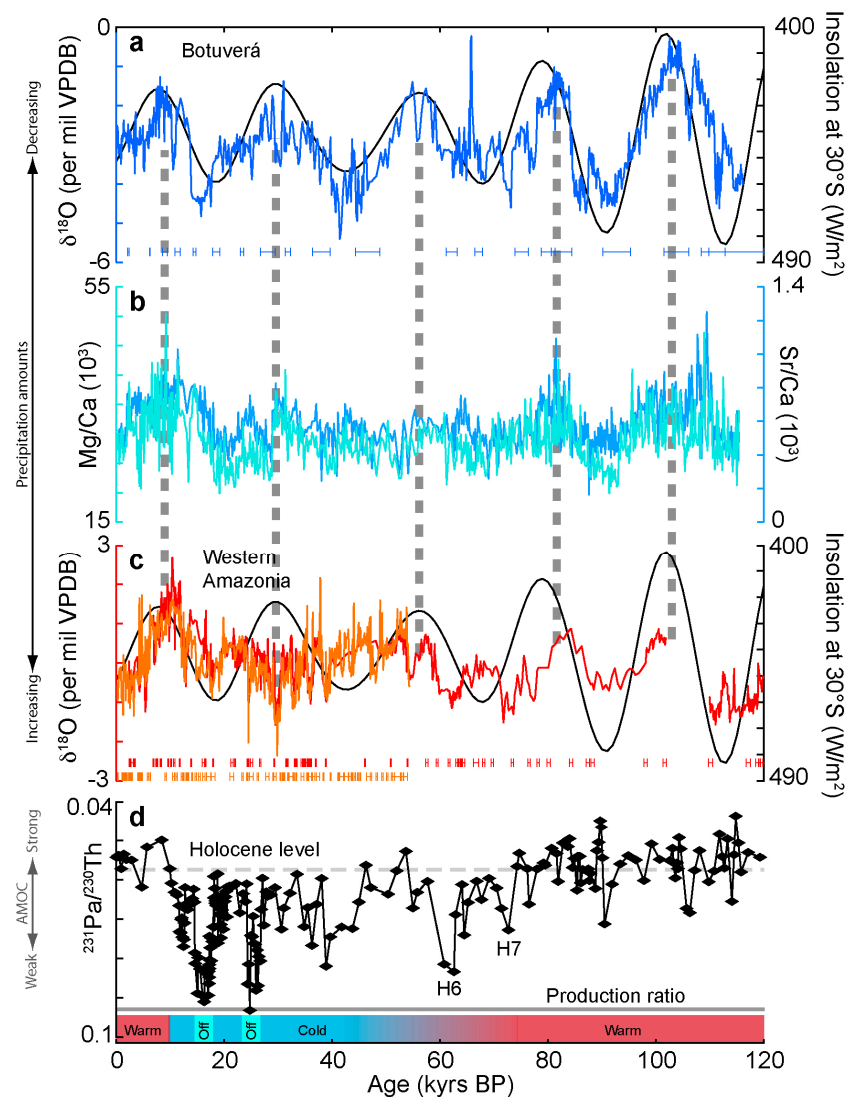 0
400
a
Botuverá
δ¹⁸O (per mil VPDB)
Insolation at 30°S (W/m²)
-6
490
Decreasing
Precipitation amounts
Increasing
55
1.4
b
Mg/Ca (10³)
Sr/Ca (10³)
15
0
3
400
c
Western
Amazonia
δ¹⁸O (per mil VPDB)
Insolation at 30°S (W/m²)
-3
490
0.04
d
Strong
AMOC
Weak
Holocene level
²³¹Pa/²³⁰Th
H7
H6
Production ratio
Warm
Off
Off
Cold
Warm
0.1
0 20 40 60 80 100 120
Age (kyrs BP)